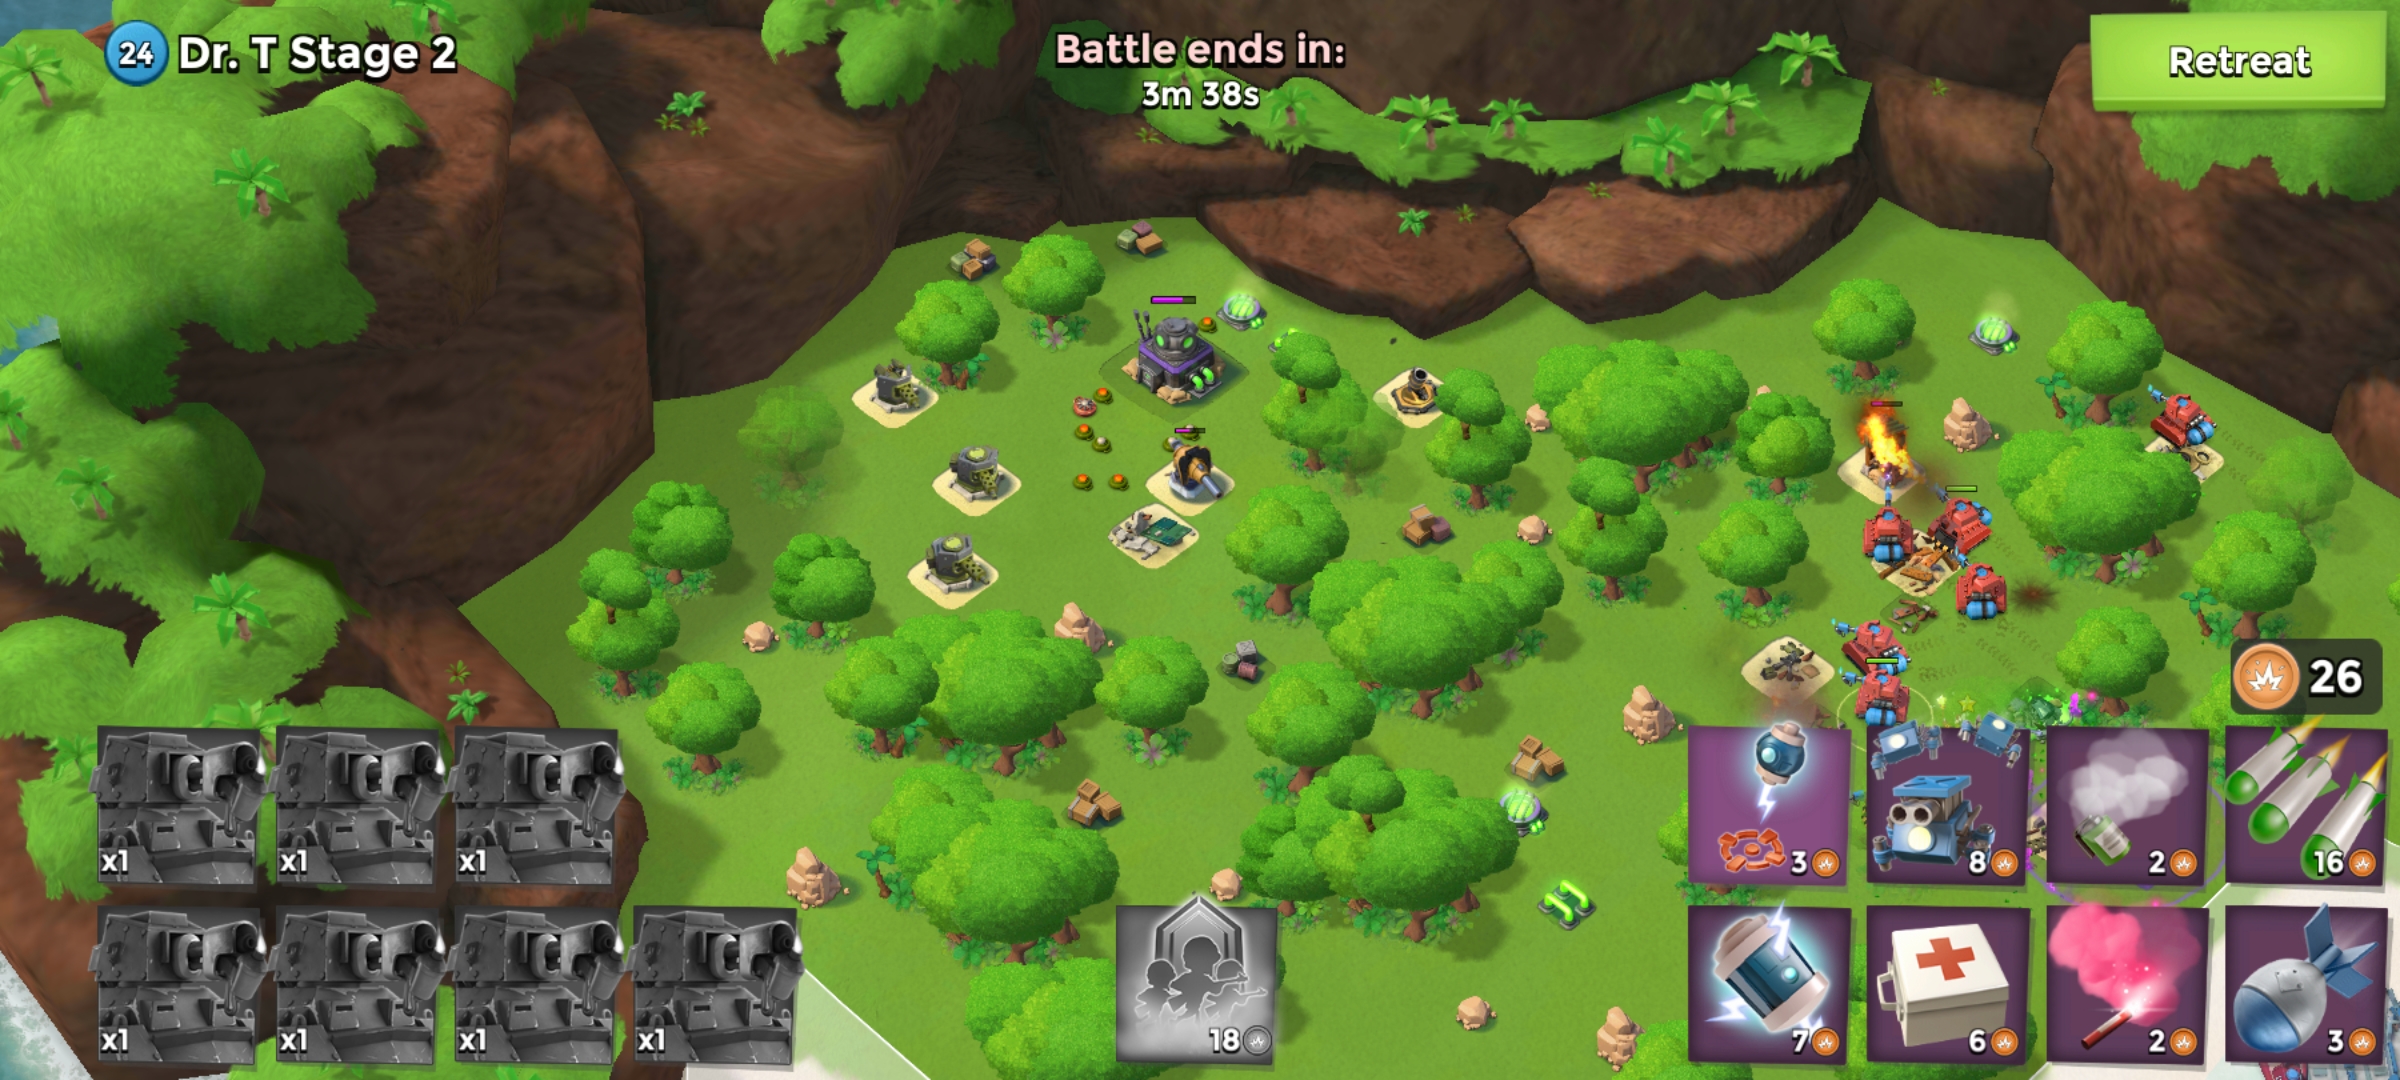 24 Dr. T Stage 2
Battle ends in:
3m 38s
Retreat
26
x1 x1 x1
3 8 2 16
x1 x1 x1 x1
18
7 6 2 3